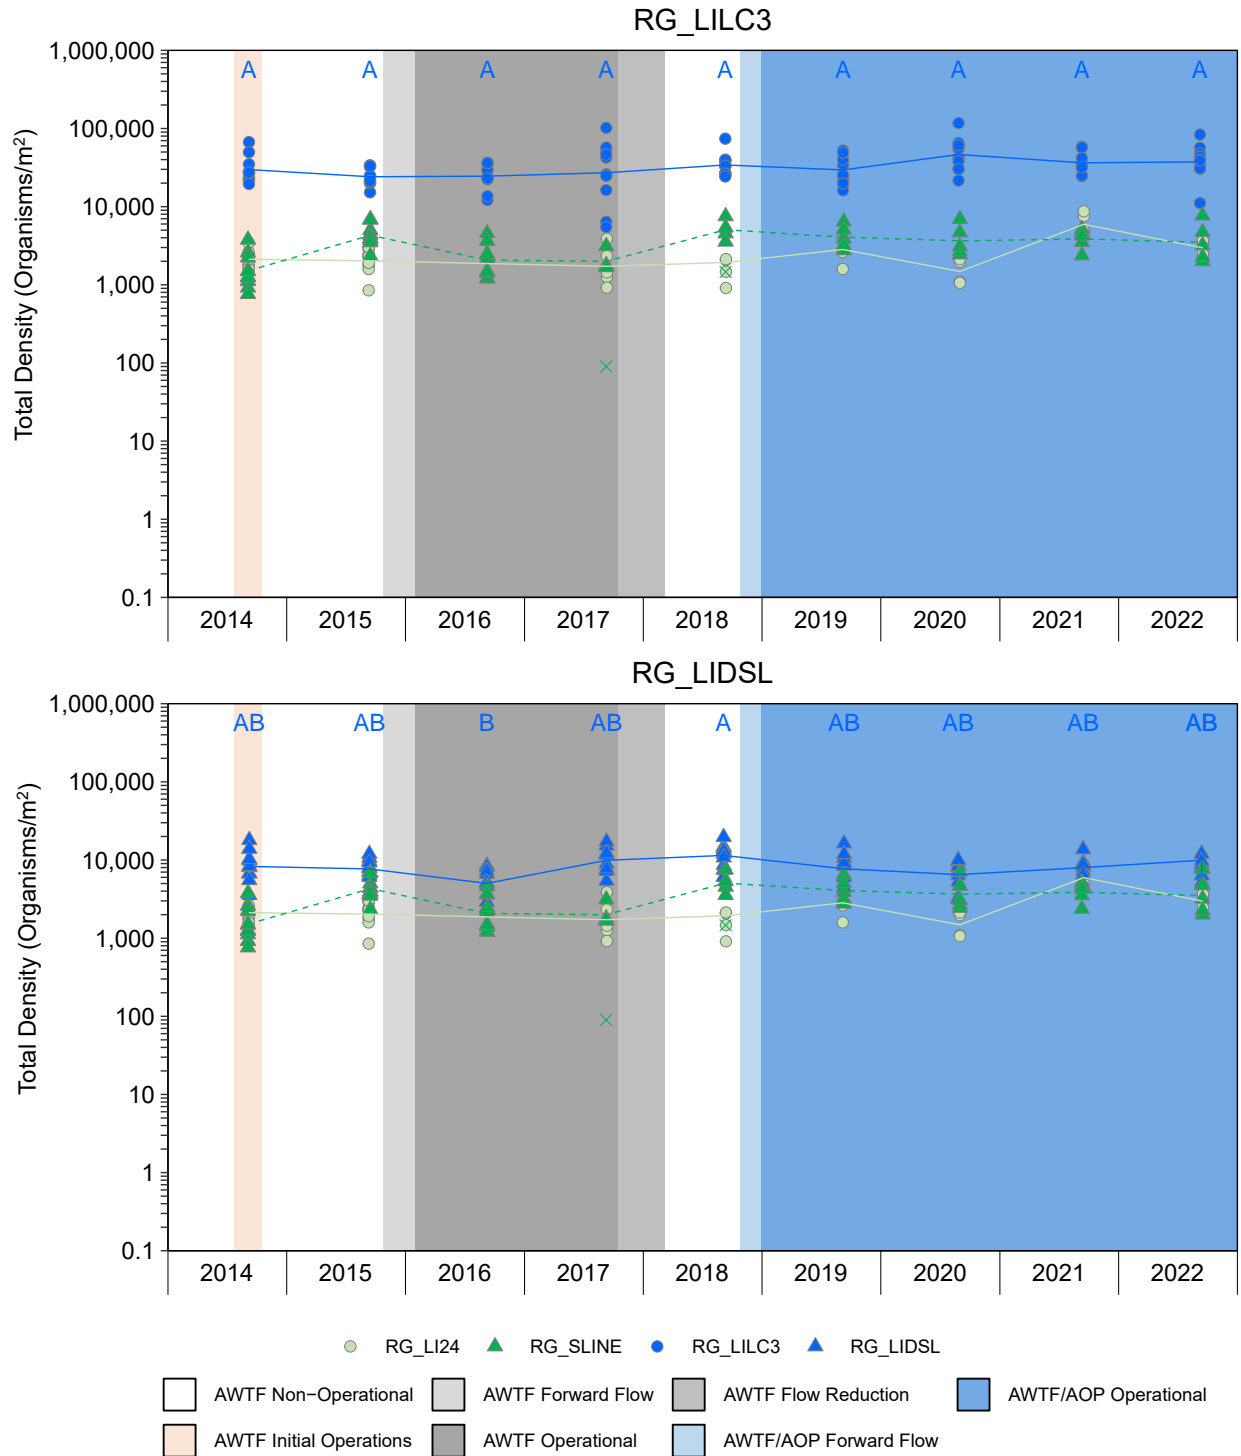 RG_LILC3
1,000,000
100,000
10,000
1,000
100
10
1
0.1
Total Density (Organisms/m²)
A A A A A A A A A
2014 2015 2016 2017 2018 2019 2020 2021 2022
RG_LIDSL
1,000,000
100,000
10,000
1,000
100
10
1
0.1
Total Density (Organisms/m²)
AB AB B AB A AB AB AB AB
2014 2015 2016 2017 2018 2019 2020 2021 2022
RG_LI24 RG_SLINE RG_LILC3 RG_LIDSL
AWTF Non−Operational AWTF Forward Flow AWTF Flow Reduction AWTF/AOP Operational
AWTF Initial Operations AWTF Operational AWTF/AOP Forward Flow